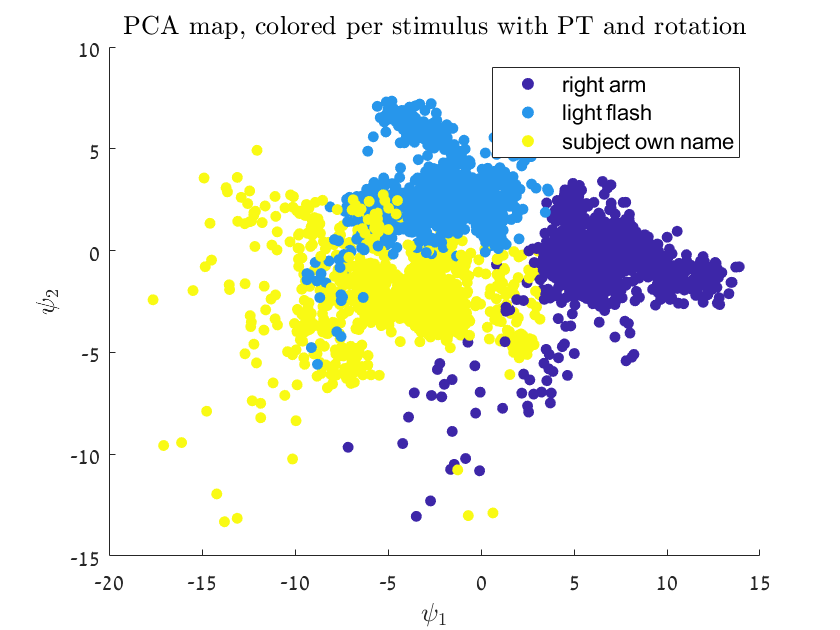 PCA map, colored per stimulus with PT and rotation
right arm
light flash
subject own name
10
5
0
-5
-10
-15
ψ2
-20
-15
-10
-5
0
5
10
15
ψ1